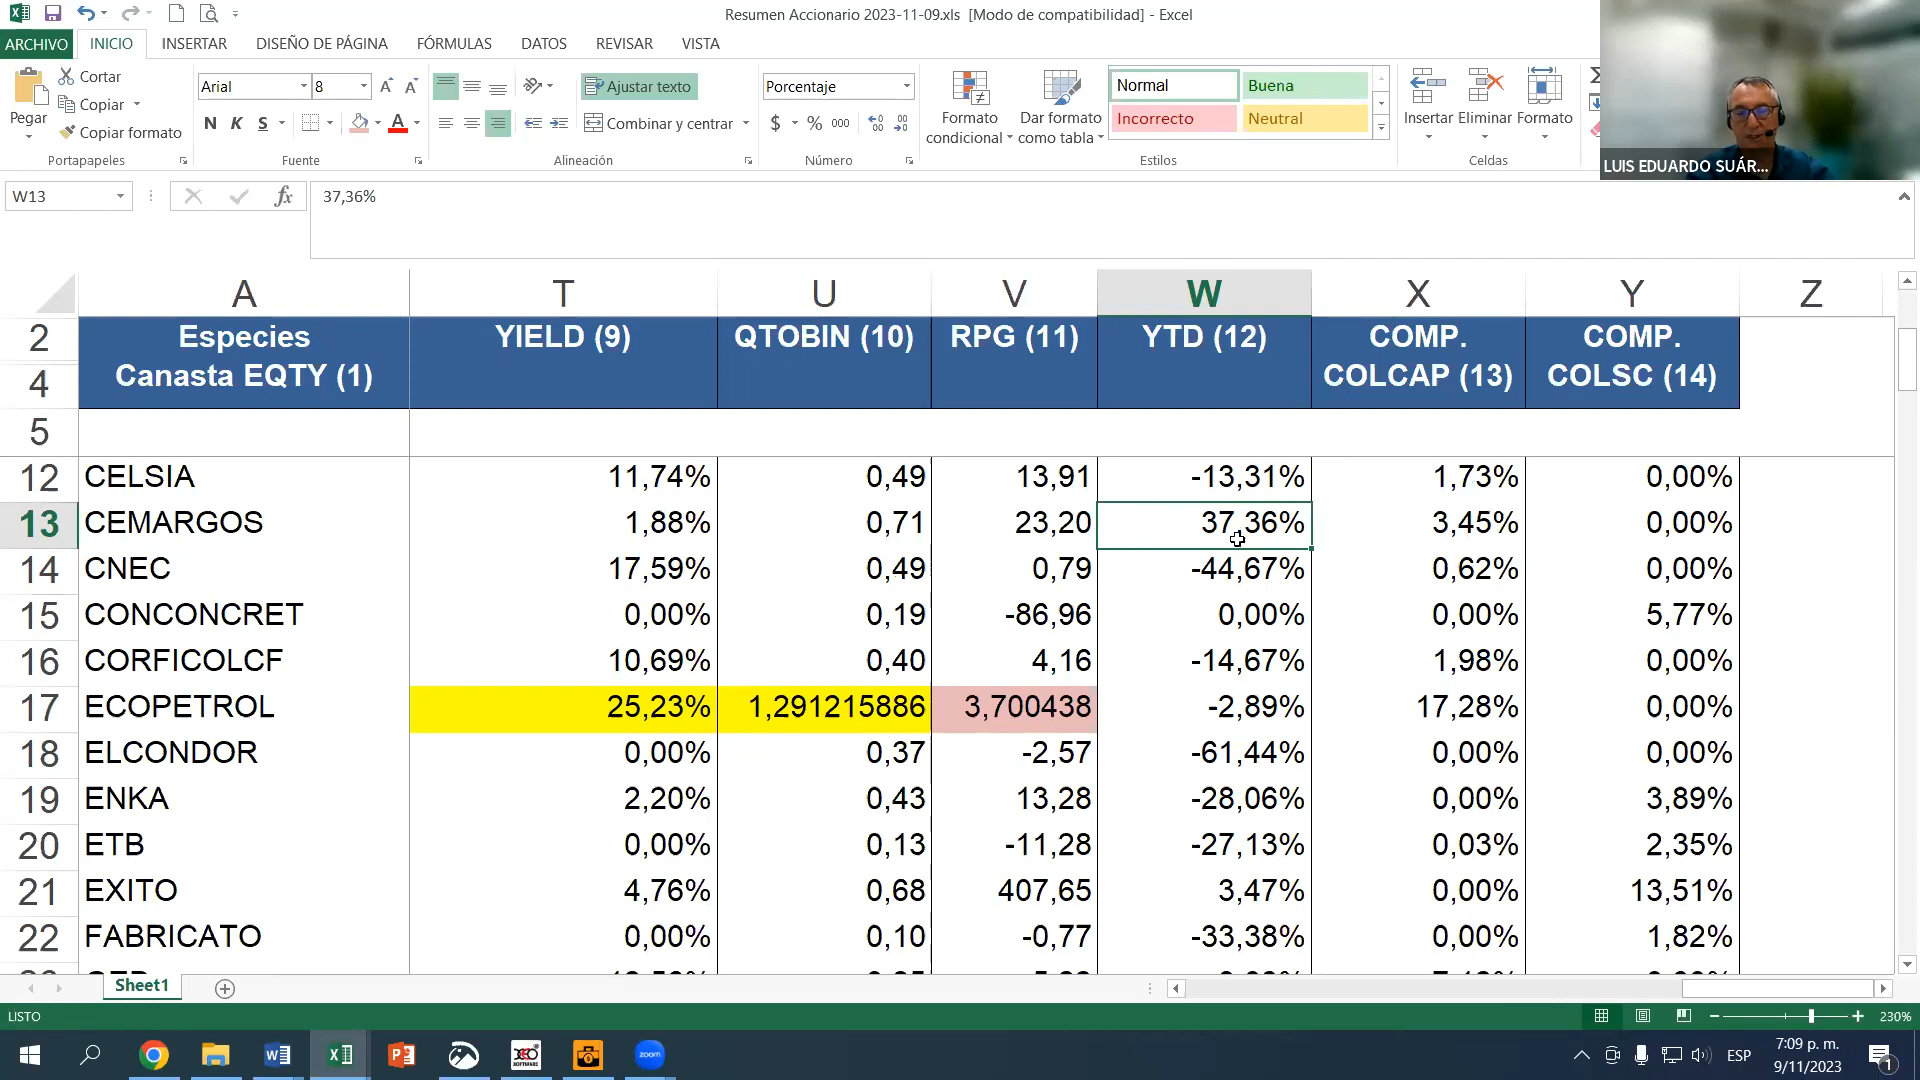 Resumen Accionario 2023-11-09.xls [Modo de compatibilidad] - Excel
ARCHIVO INICIO INSERTAR DISEÑO DE PÁGINA FÓRMULAS DATOS REVISAR VISTA
Pegar
Cortar
Copiar
Copiar formato
Portapapeles
Arial 8
N K S
Fuente
Ajustar texto
Combinar y centrar
Alineación
Porcentaje
$ % 000
Número
Formato condicional
Dar formato como tabla
Normal Buena
Incorrecto Neutral
Estilos
Insertar Eliminar Formato
Celdas
LUIS EDUARDO SUÁR...
W13 fx 37,36%
A T U V W X Y Z
2 Especies YIELD (9) QTOBIN (10) RPG (11) YTD (12) COMP. COMP.
4 Canasta EQTY (1) COLCAP (13) COLSC (14)
5
12 CELSIA 11,74% 0,49 13,91 -13,31% 1,73% 0,00%
13 CEMARGOS 1,88% 0,71 23,20 37,36% 3,45% 0,00%
14 CNEC 17,59% 0,49 0,79 -44,67% 0,62% 0,00%
15 CONCONCRET 0,00% 0,19 -86,96 0,00% 0,00% 5,77%
16 CORFICOLCF 10,69% 0,40 4,16 -14,67% 1,98% 0,00%
17 ECOPETROL 25,23% 1,291215886 3,700438 -2,89% 17,28% 0,00%
18 ELCONDOR 0,00% 0,37 -2,57 -61,44% 0,00% 0,00%
19 ENKA 2,20% 0,43 13,28 -28,06% 0,00% 3,89%
20 ETB 0,00% 0,13 -11,28 -27,13% 0,03% 2,35%
21 EXITO 4,76% 0,68 407,65 3,47% 0,00% 13,51%
22 FABRICATO 0,00% 0,10 -0,77 -33,38% 0,00% 1,82%
Sheet1
LISTO 230%
zoom
ESP
7:09 p. m.
9/11/2023
1